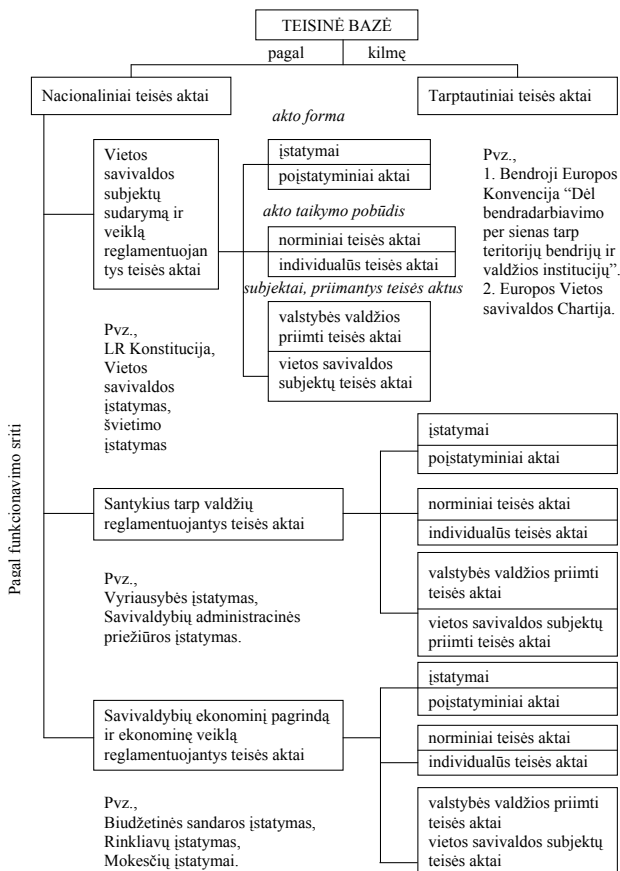 TEISINĖ BAZĖ
pagal kilmę
Nacionaliniai teisės aktai
Tarptautiniai teisės aktai
akto forma
Vietos
savivaldos
subjektų
sudarymą ir
veiklą
reglamentuojan
tys teisės aktai
įstatymai
poįstatyminiai aktai
akto taikymo pobūdis
norminiai teisės aktai
individualūs teisės aktai
subjektai, priimantys teisės aktus
valstybės valdžios
priimti teisės aktai
vietos savivaldos
subjektų teisės aktai
Pvz.,
1. Bendroji Europos
Konvencija “Dėl
bendradarbiavimo
per sienas tarp
teritorijų bendrijų ir
valdžios institucijų”.
2. Europos Vietos
savivaldos Chartija.
Pvz.,
LR Konstitucija,
Vietos
savivaldos
įstatymas,
švietimo
įstatymas
Pagal funkcionavimo sriti
Santykius tarp valdžių
reglamentuojantys teisės aktai
įstatymai
poįstatyminiai aktai
norminiai teisės aktai
individualūs teisės aktai
valstybės valdžios priimti
teisės aktai
vietos savivaldos subjektų
priimti teisės aktai
Pvz.,
Vyriausybės įstatymas,
Savivaldybių administracinės
priežiūros įstatymas.
Savivaldybių ekonominį pagrindą
ir ekonominę veiklą
reglamentuojantys teisės aktai
įstatymai
poįstatyminiai aktai
norminiai teisės aktai
individualūs teisės aktai
valstybės valdžios priimti
teisės aktai
vietos savivaldos subjektų
teisės aktai
Pvz.,
Biudžetinės sandaros įstatymas,
Rinkliavų įstatymas,
Mokesčių įstatymai.